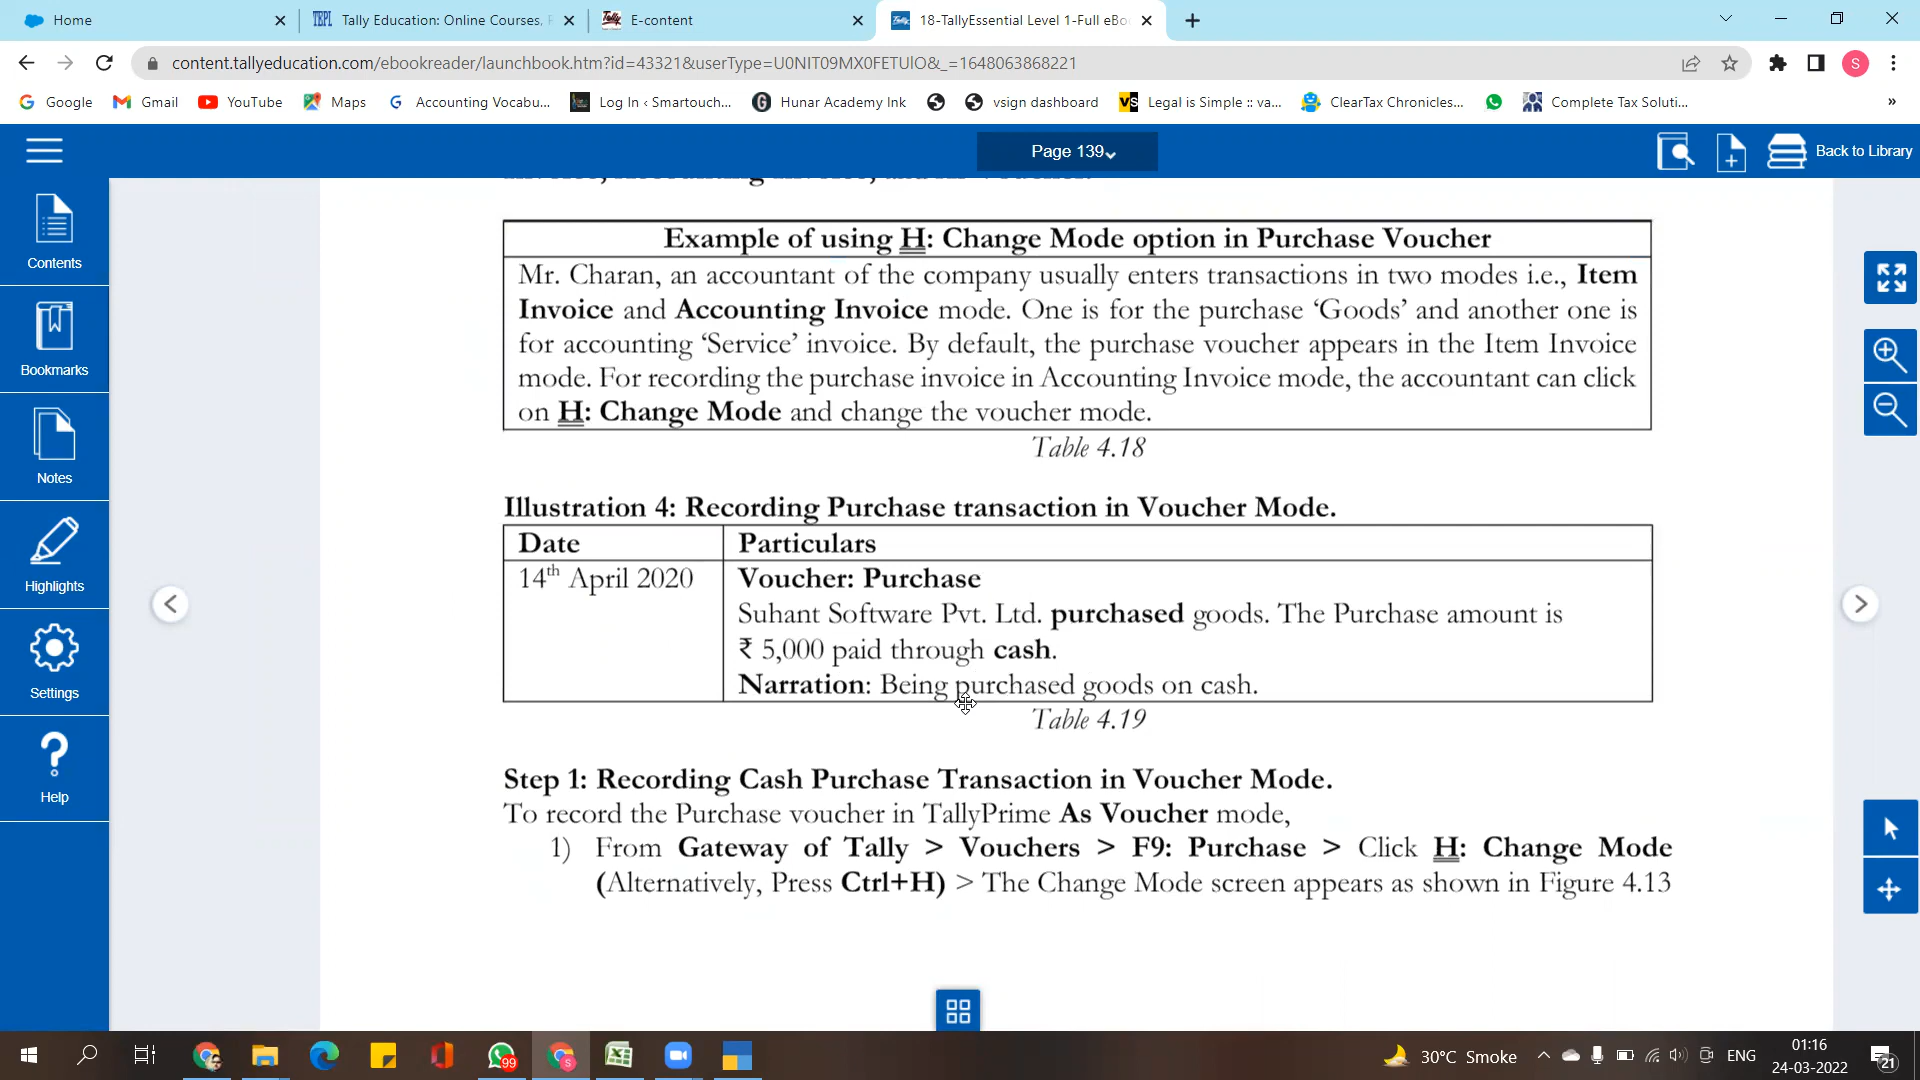 Home
Tally Education: Online Courses,
E-content
18-TallyEssential Level 1-Full eBo
content.tallyeducation.com/ebookreader/launchbook.htm?id=43321&userType=U0NIT09MX0FETUlO&_=1648063868221
S
Google
Gmail
YouTube
Maps
Accounting Vocabu...
Log In ‹ Smartouch...
Hunar Academy Ink
vsign dashboard
Legal is Simple :: va...
ClearTax Chronicles...
Complete Tax Soluti...
»
Page 139
Back to Library
Contents
Bookmarks
Notes
Highlights
Settings
Help
Example of using H: Change Mode option in Purchase Voucher
Mr. Charan, an accountant of the company usually enters transactions in two modes i.e., Item
Invoice and Accounting Invoice mode. One is for the purchase ‘Goods’ and another one is
for accounting ‘Service’ invoice. By default, the purchase voucher appears in the Item Invoice
mode. For recording the purchase invoice in Accounting Invoice mode, the accountant can click
on H: Change Mode and change the voucher mode.
Table 4.18
Illustration 4: Recording Purchase transaction in Voucher Mode.
Date Particulars
14th April 2020 Voucher: Purchase
Suhant Software Pvt. Ltd. purchased goods. The Purchase amount is
₹ 5,000 paid through cash.
Narration: Being purchased goods on cash.
Table 4.19
Step 1: Recording Cash Purchase Transaction in Voucher Mode.
To record the Purchase voucher in TallyPrime As Voucher mode,
1) From Gateway of Tally > Vouchers > F9: Purchase > Click H: Change Mode
(Alternatively, Press Ctrl+H) > The Change Mode screen appears as shown in Figure 4.13
99
30°C Smoke
ENG
01:16
24-03-2022
21